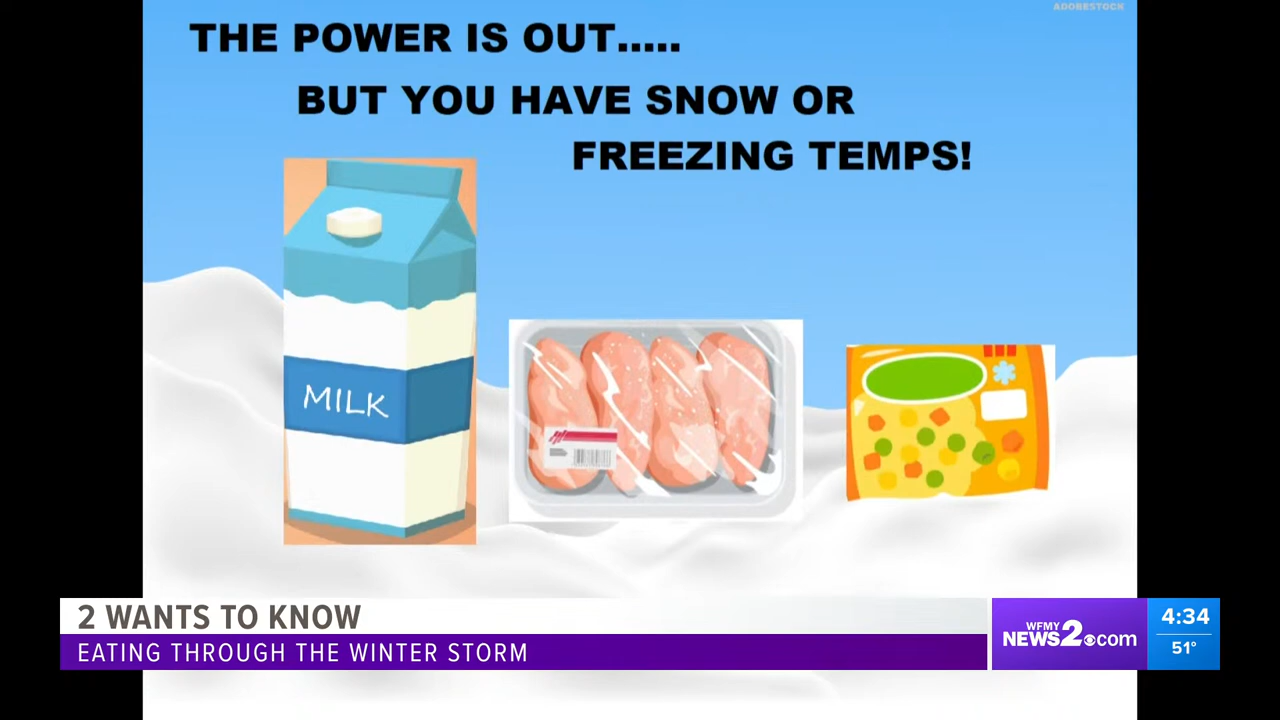 ADOBESTOCK
THE POWER IS OUT.....
BUT YOU HAVE SNOW OR
FREEZING TEMPS!
MILK
2 WANTS TO KNOW
EATING THROUGH THE WINTER STORM
WFMY
NEWS2.com
4:34
51°